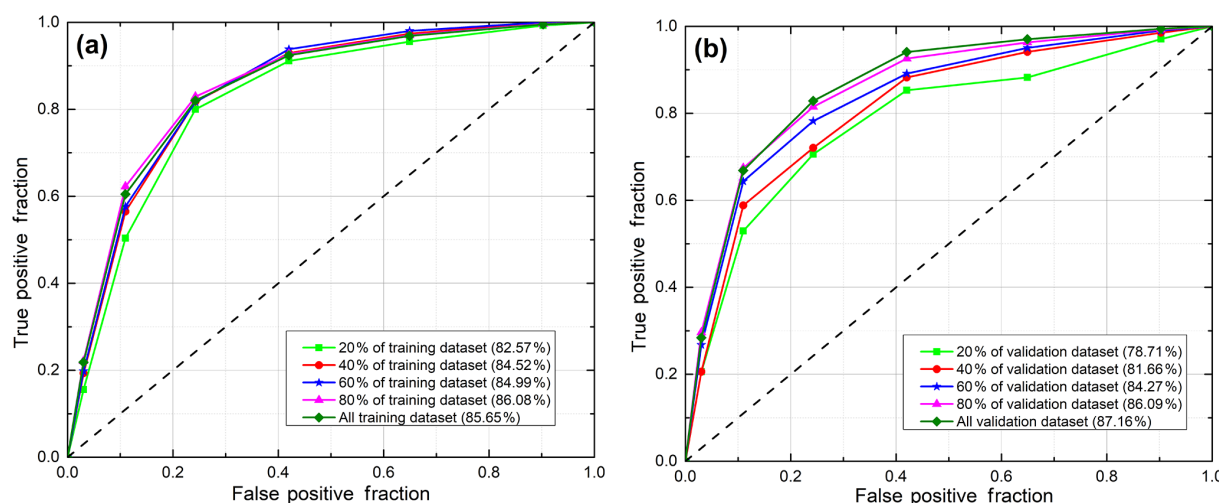 (a)
1.0
0.8
0.6
0.4
0.2
0.0
True positive fraction
20% of training dataset (82.57%)
40% of training dataset (84.52%)
60% of training dataset (84.99%)
80% of training dataset (86.08%)
All training dataset (85.65%)
0.0 0.2 0.4 0.6 0.8 1.0
False positive fraction
(b)
1.0
0.8
0.6
0.4
0.2
0.0
True positive fraction
20% of validation dataset (78.71%)
40% of validation dataset (81.66%)
60% of validation dataset (84.27%)
80% of validation dataset (86.09%)
All validation dataset (87.16%)
0.0 0.2 0.4 0.6 0.8 1.0
False positive fraction